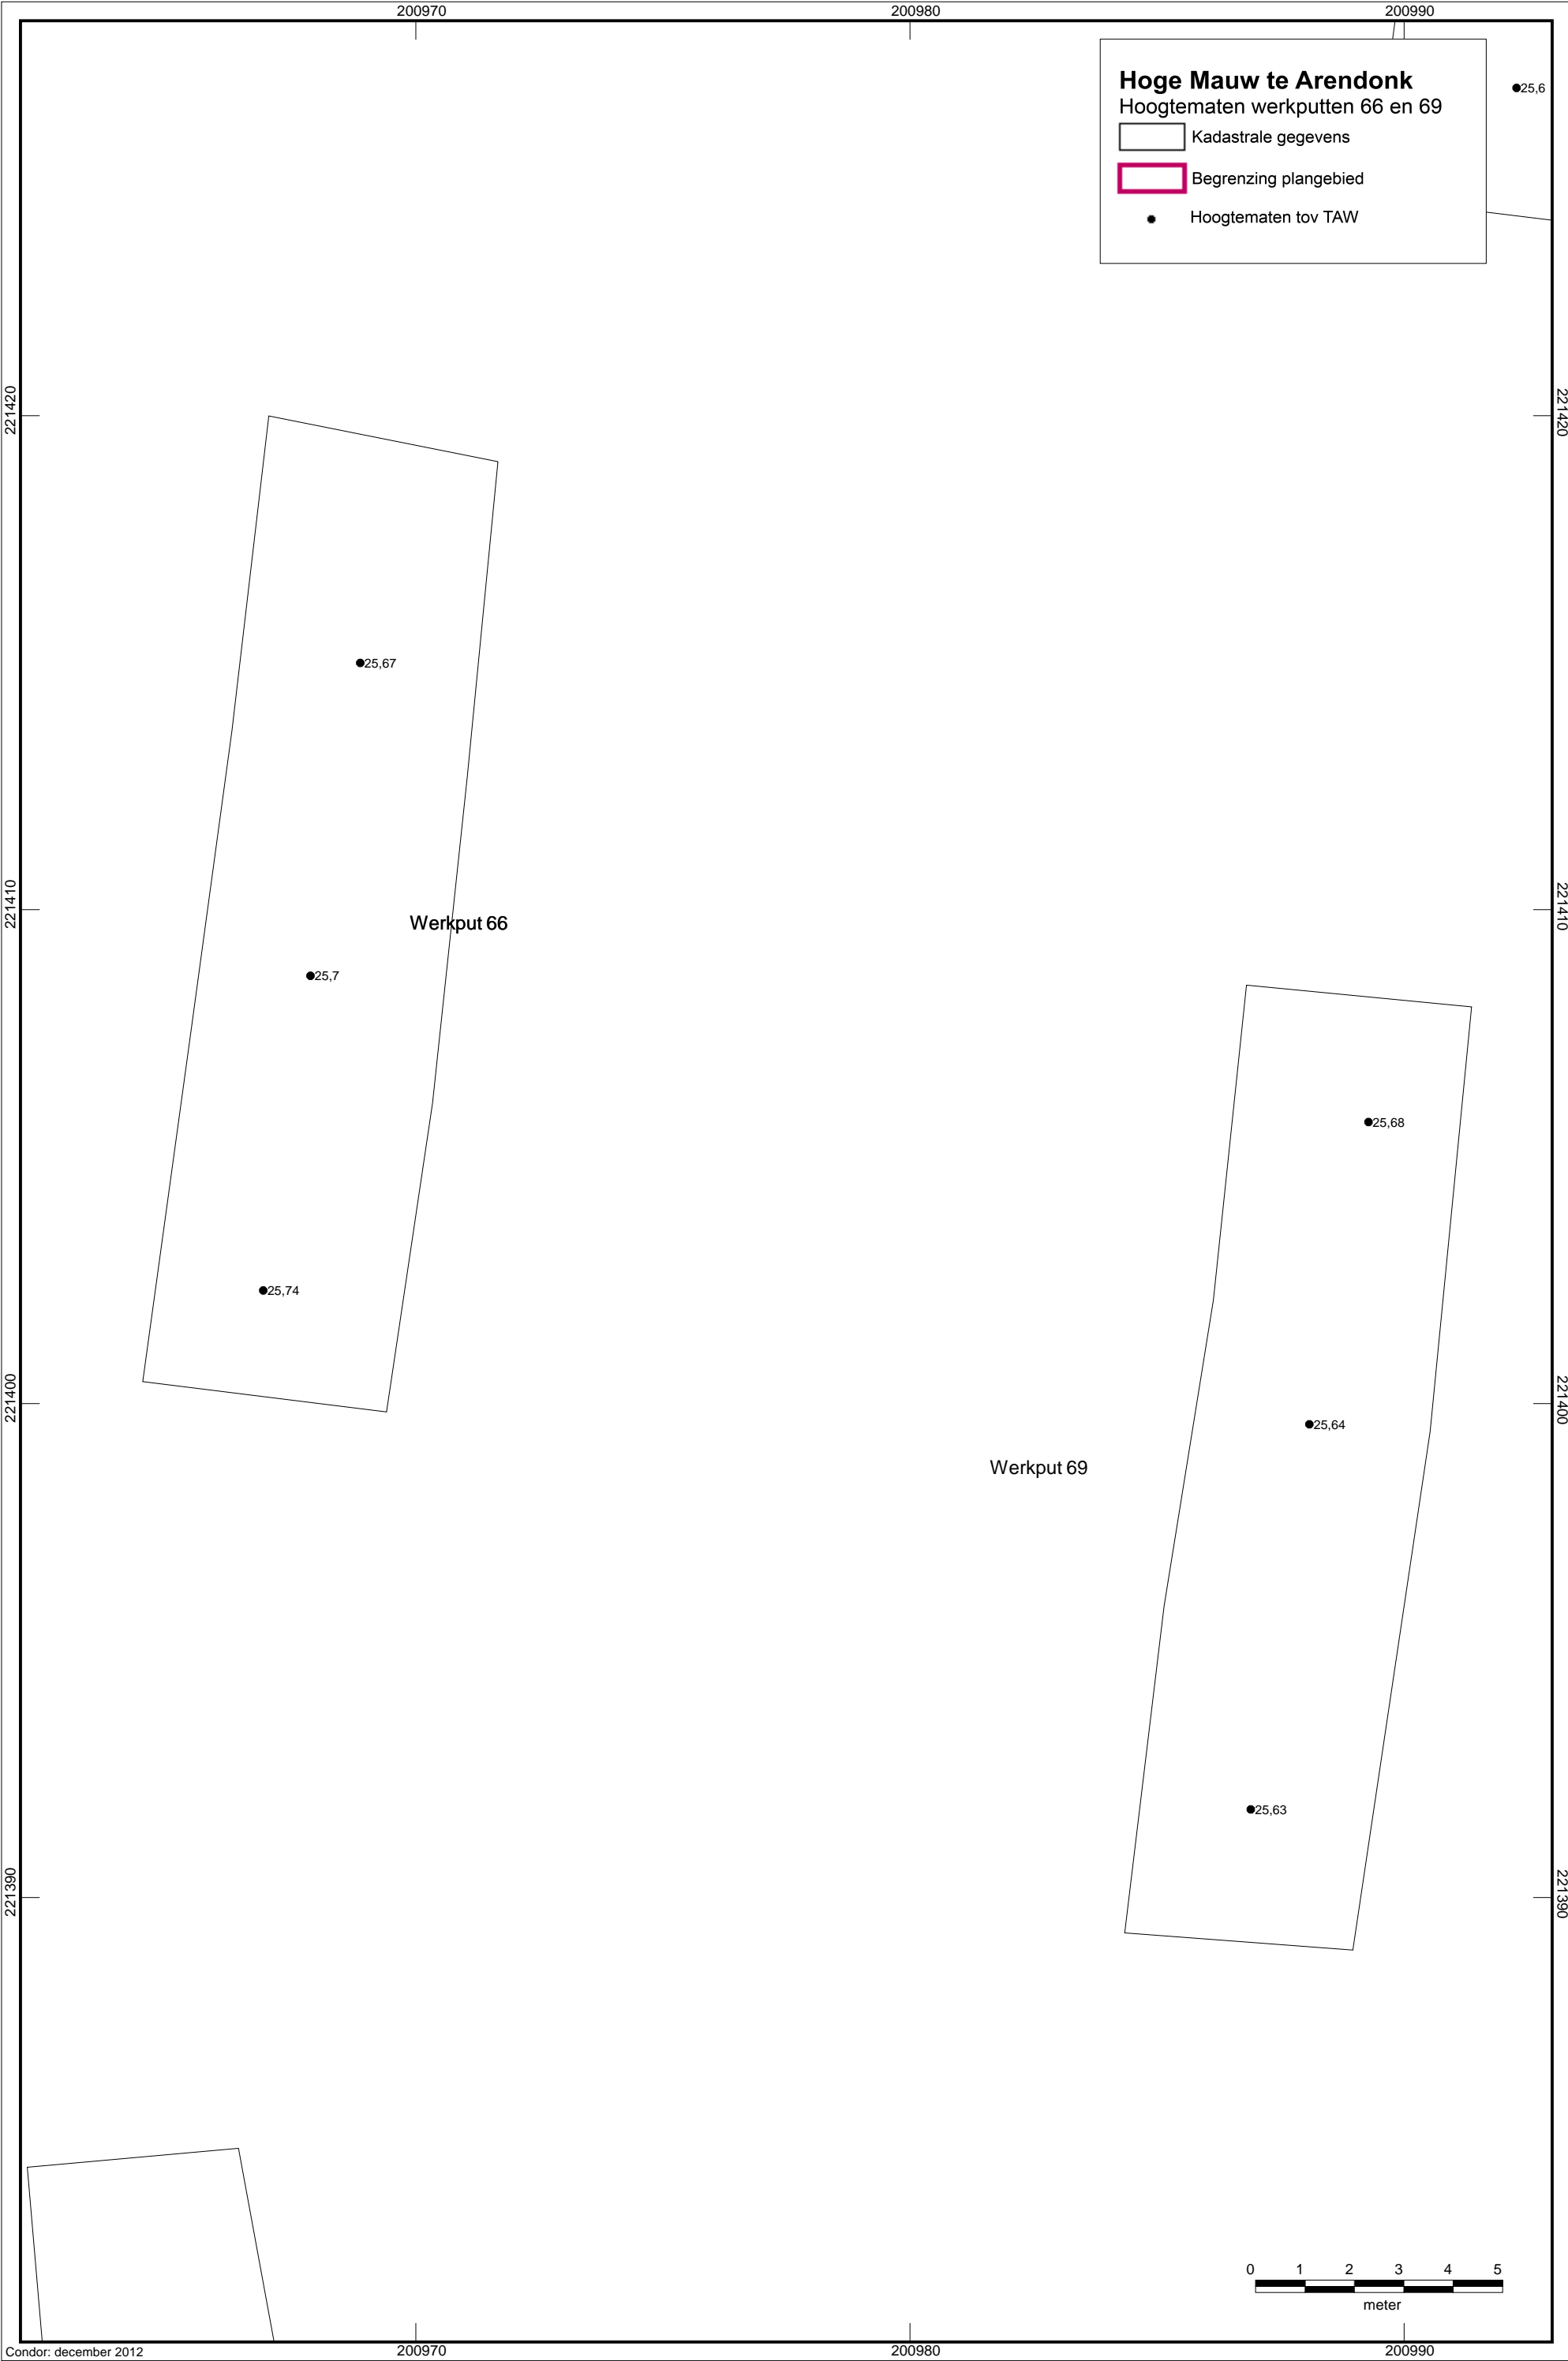 200970
200980
200990
Hoge Mauw te Arendonk
Hoogtematen werkputten 66 en 69
Kadastrale gegevens
Begrenzing plangebied
Hoogtematen tov TAW
25,6
221420
221420
25,67
221410
221410
Werkput 66
25,7
25,68
25,74
221400
221400
25,64
Werkput 69
25,63
221390
221390
0 1 2 3 4 5
meter
Condor: december 2012
200970
200980
200990